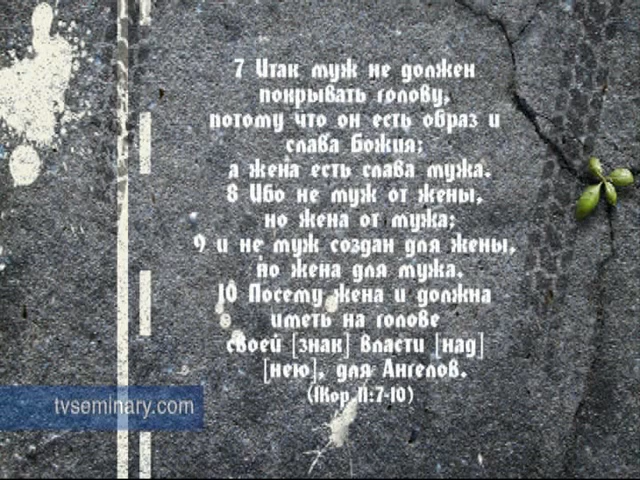 7 Итак муж не должен
покрывать голову,
потому что он есть образ и
слава Божия;
а жена есть слава мужа.
8 Ибо не муж от жены,
но жена от мужа;
9 и не муж создан для жены,
но жена для мужа.
10 Посему жена и должна
иметь на голове
своей [знак] власти [над]
[нею], для Ангелов.
(1Кор.11:7-10)
tvseminary.com